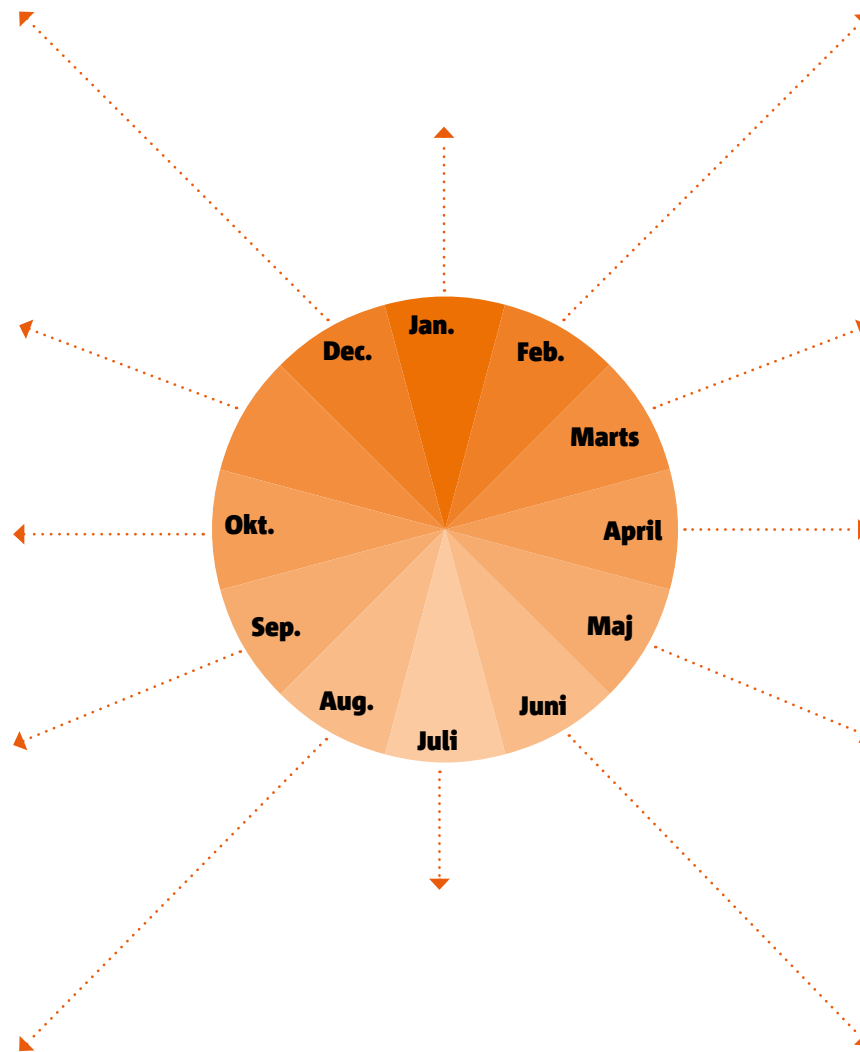 Jan.
Feb.
Marts
April
Maj
Juni
Juli
Aug.
Sep.
Okt.
Dec.